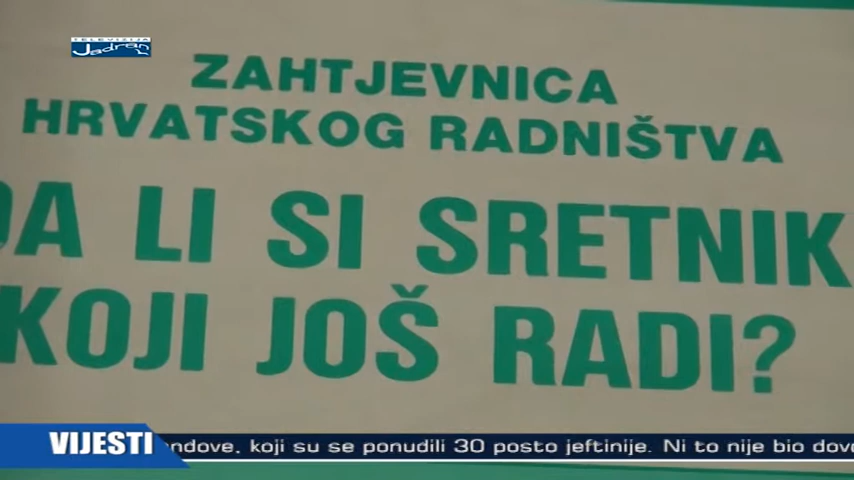 TELEVIZIJA
Jadran
ZAHTJEVNICA
HRVATSKOG RADNIŠTVA
DA LI SI SRETNIK
KOJI JOŠ RADI?
VIJESTI
koji su se ponudili 30 posto jeftinije. Ni to nije bio